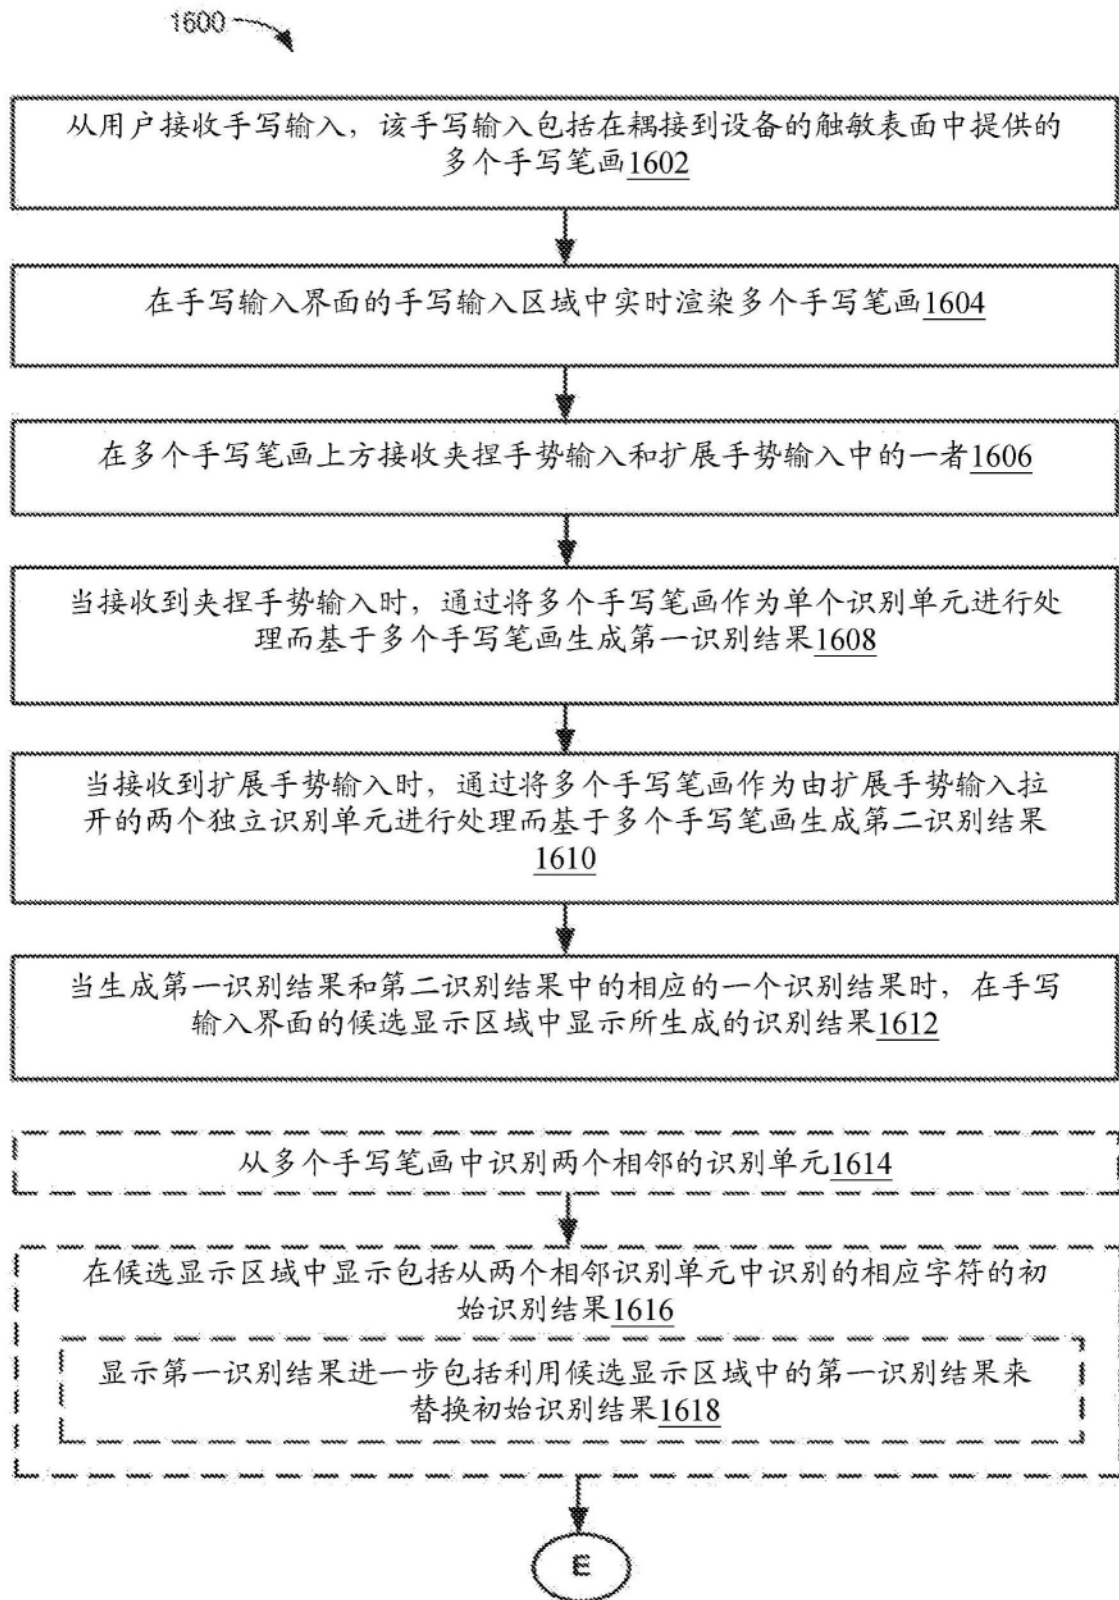 1600
从用户接收手写输入，该手写输入包括在耦接到设备的触敏表面中提供的
多个手写笔画1602
在手写输入界面的手写输入区域中实时渲染多个手写笔画1604
在多个手写笔画上方接收夹捏手势输入和扩展手势输入中的一者1606
当接收到夹捏手势输入时，通过将多个手写笔画作为单个识别单元进行处
理而基于多个手写笔画生成第一识别结果1608
当接收到扩展手势输入时，通过将多个手写笔画作为由扩展手势输入拉
开的两个独立识别单元进行处理而基于多个手写笔画生成第二识别结果
1610
当生成第一识别结果和第二识别结果中的相应的一个识别结果时，在手写
输入界面的候选显示区域中显示所生成的识别结果1612
从多个手写笔画中识别两个相邻的识别单元1614
在候选显示区域中显示包括从两个相邻识别单元中识别的相应字符的初
始识别结果1616
显示第一识别结果进一步包括利用候选显示区域中的第一识别结果来
替换初始识别结果1618
E